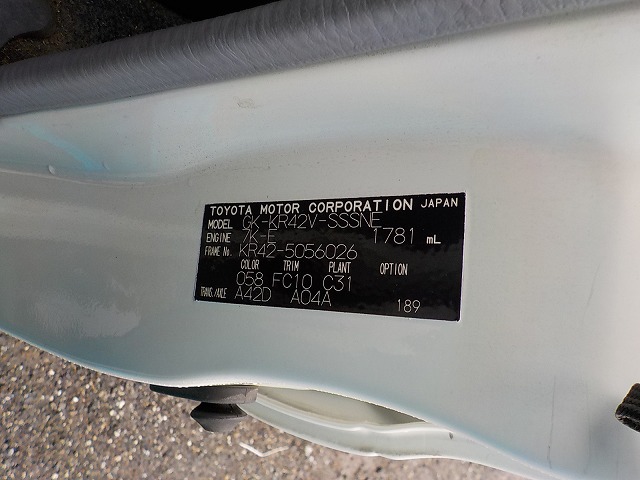 TOYOTA MOTOR CORPORATION JAPAN
MODEL GK-KR42V-SSSNE
ENGINE 7K-E 1781 mL
FRAME No. KR42-5056026
COLOR TRIM PLANT OPTION
058 FC10 C31
TRANS./AXLE A42D A04A
189